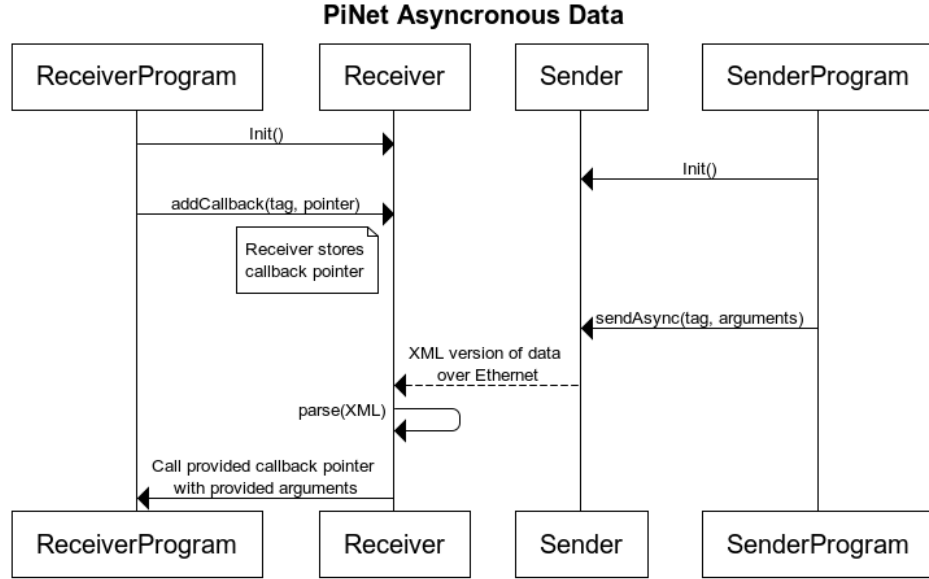 PiNet Asyncronous Data
ReceiverProgram
Receiver
Sender
SenderProgram
Init()
Init()
addCallback(tag, pointer)
Receiver stores
callback pointer
sendAsync(tag, arguments)
XML version of data
over Ethernet
parse(XML)
Call provided callback pointer
with provided arguments
ReceiverProgram
Receiver
Sender
SenderProgram